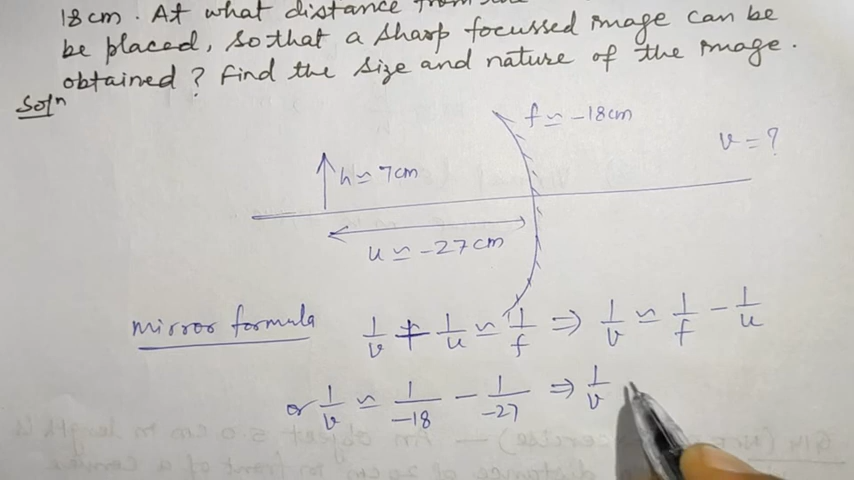 18cm. At what distance from
be placed, so that a sharp focussed image can be
obtained? Find the size and nature of the image.
Solⁿ
f ≃ -18cm
v = ?
h ≃ 7cm
u ≃ -27cm
mirror formula 1/v + 1/u ≃ 1/f ⇒ 1/v ≃ 1/f - 1/u
or 1/v ≃ 1/-18 - 1/-27 ⇒ 1/v